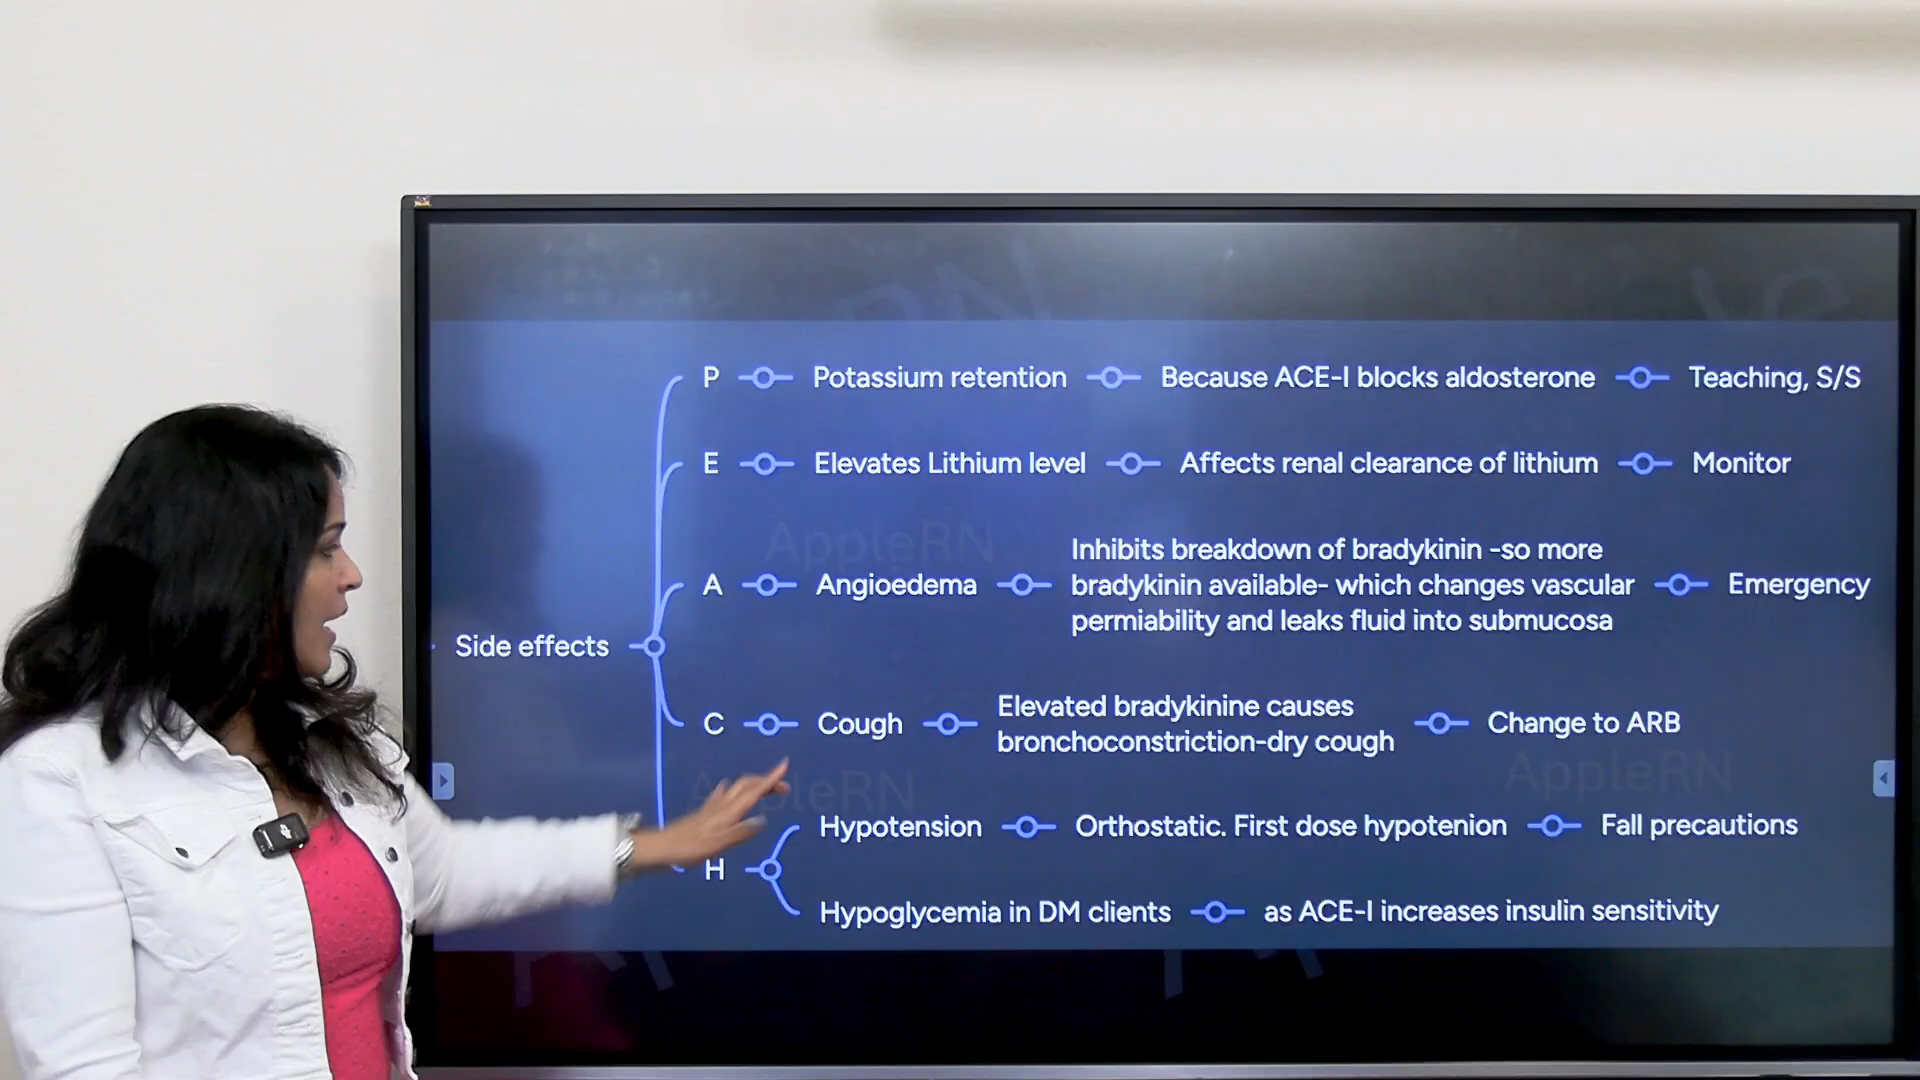 P Potassium retention Because ACE-I blocks aldosterone Teaching, S/S
E Elevates Lithium level Affects renal clearance of lithium Monitor
A Angioedema Inhibits breakdown of bradykinin -so more
bradykinin available- which changes vascular
permiability and leaks fluid into submucosa
Emergency
Side effects
C Cough Elevated bradykinine causes
bronchoconstriction-dry cough
Change to ARB
H
Hypotension Orthostatic. First dose hypotenion Fall precautions
Hypoglycemia in DM clients as ACE-I increases insulin sensitivity
AppleRN
AppleRN
AppleRN